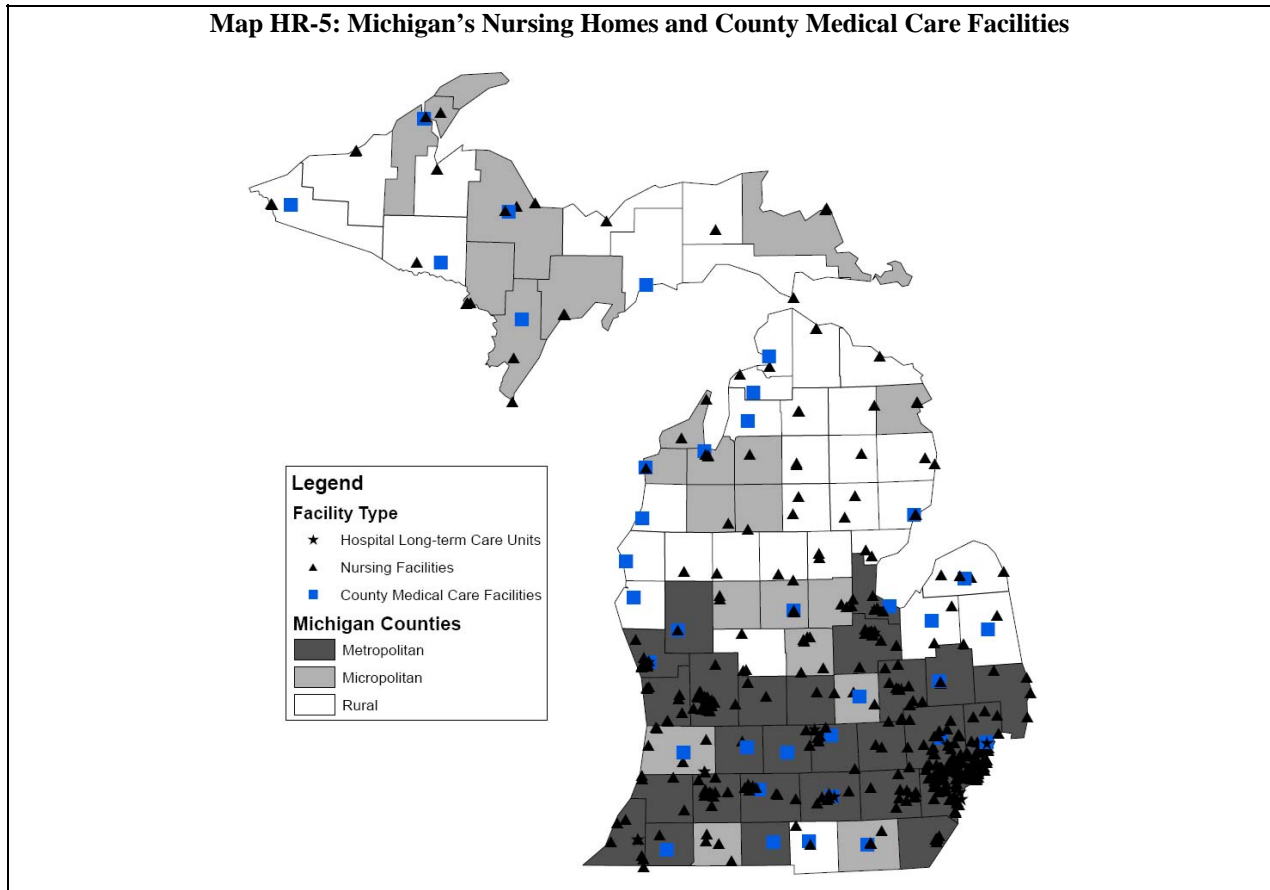 Map HR-5: Michigan's Nursing Homes and County Medical Care Facilities
Legend
Facility Type
Hospital Long-term Care Units
Nursing Facilities
County Medical Care Facilities
Michigan Counties
Metropolitan
Micropolitan
Rural